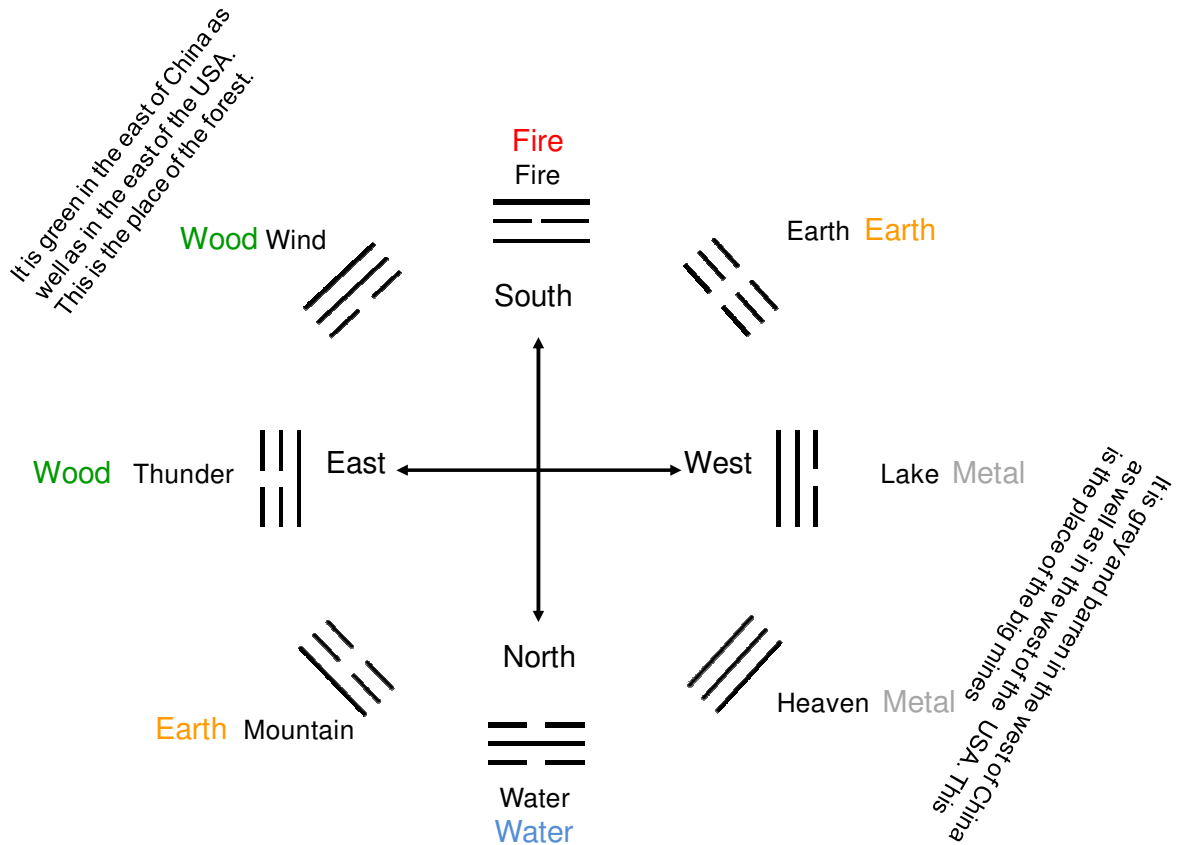 It is green in the east of China as
well as in the east of the USA.
This is the place of the forest.
Fire
Fire
Wood Wind
Earth Earth
South
Wood Thunder
East
West
Lake Metal
It is grey and barren in the west of China
as well as in the west of the USA. This
is the place of the big mines
North
Heaven Metal
Earth Mountain
Water
Water